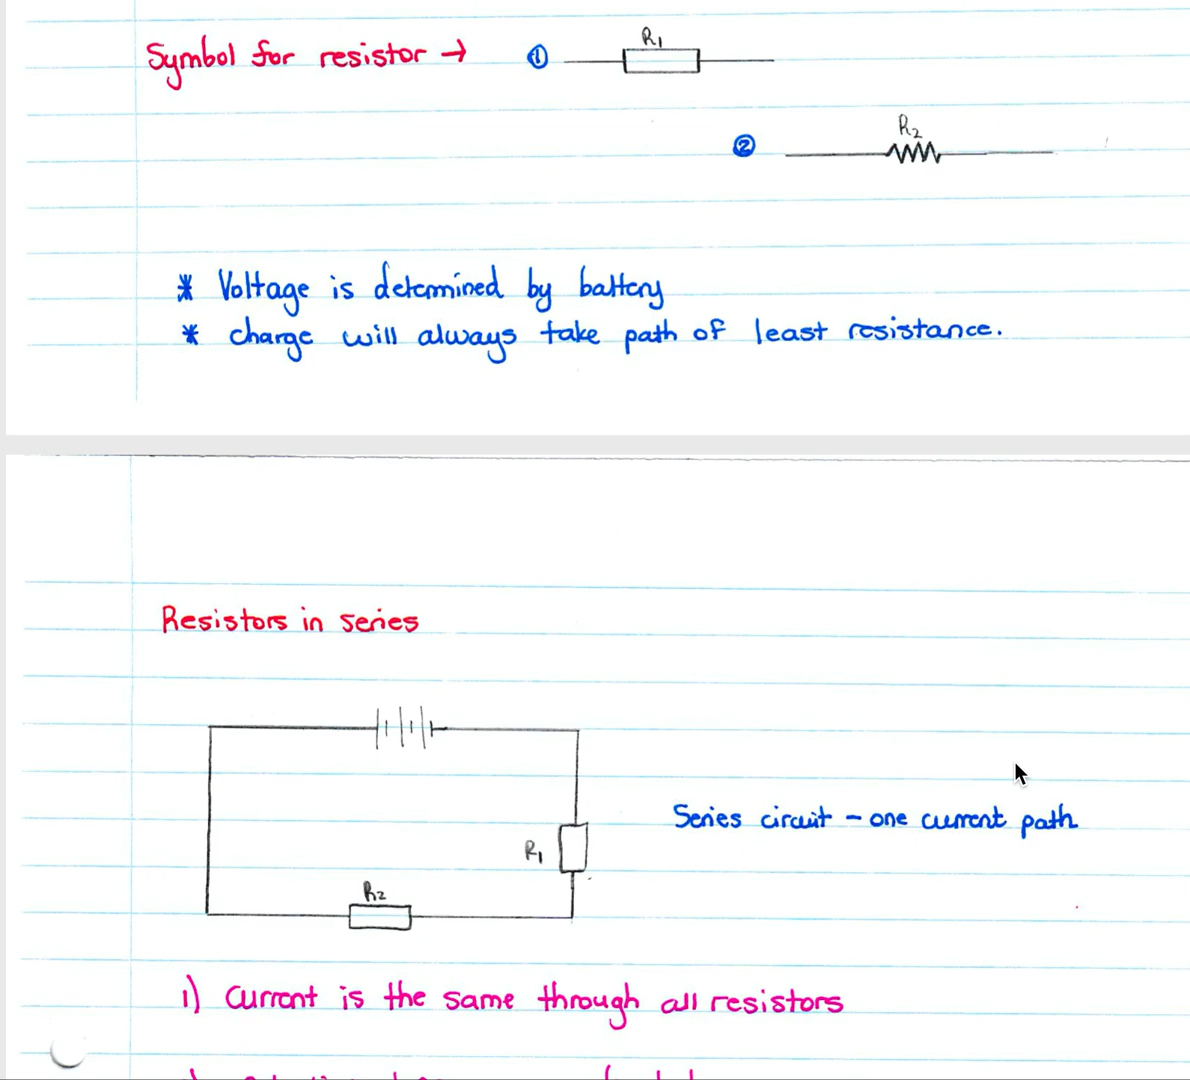 Symbol for resistor → ① R₁
② R₂
* Voltage is determined by battery
* charge will always take path of least resistance.
Resistors in series
Series circuit – one current path
R₁
R₂
1) Current is the same through all resistors